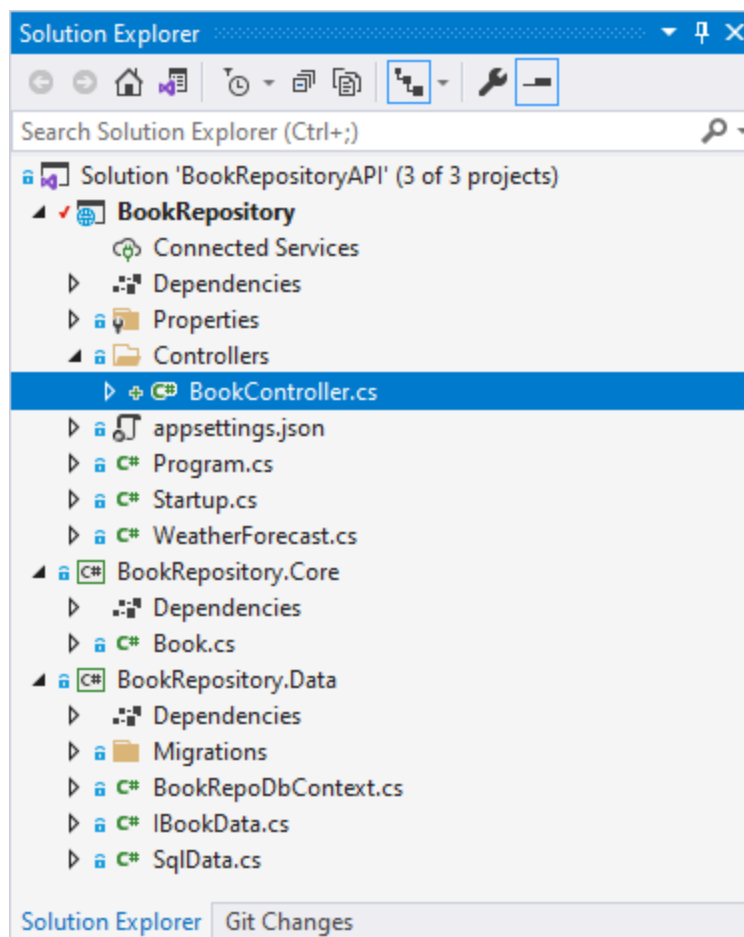 Solution Explorer
Search Solution Explorer (Ctrl+;)
Solution 'BookRepositoryAPI' (3 of 3 projects)
BookRepository
Connected Services
Dependencies
Properties
Controllers
C# BookController.cs
appsettings.json
C# Program.cs
C# Startup.cs
C# WeatherForecast.cs
C# BookRepository.Core
Dependencies
C# Book.cs
C# BookRepository.Data
Dependencies
Migrations
C# BookRepoDbContext.cs
C# IBookData.cs
C# SqlData.cs
Solution Explorer Git Changes